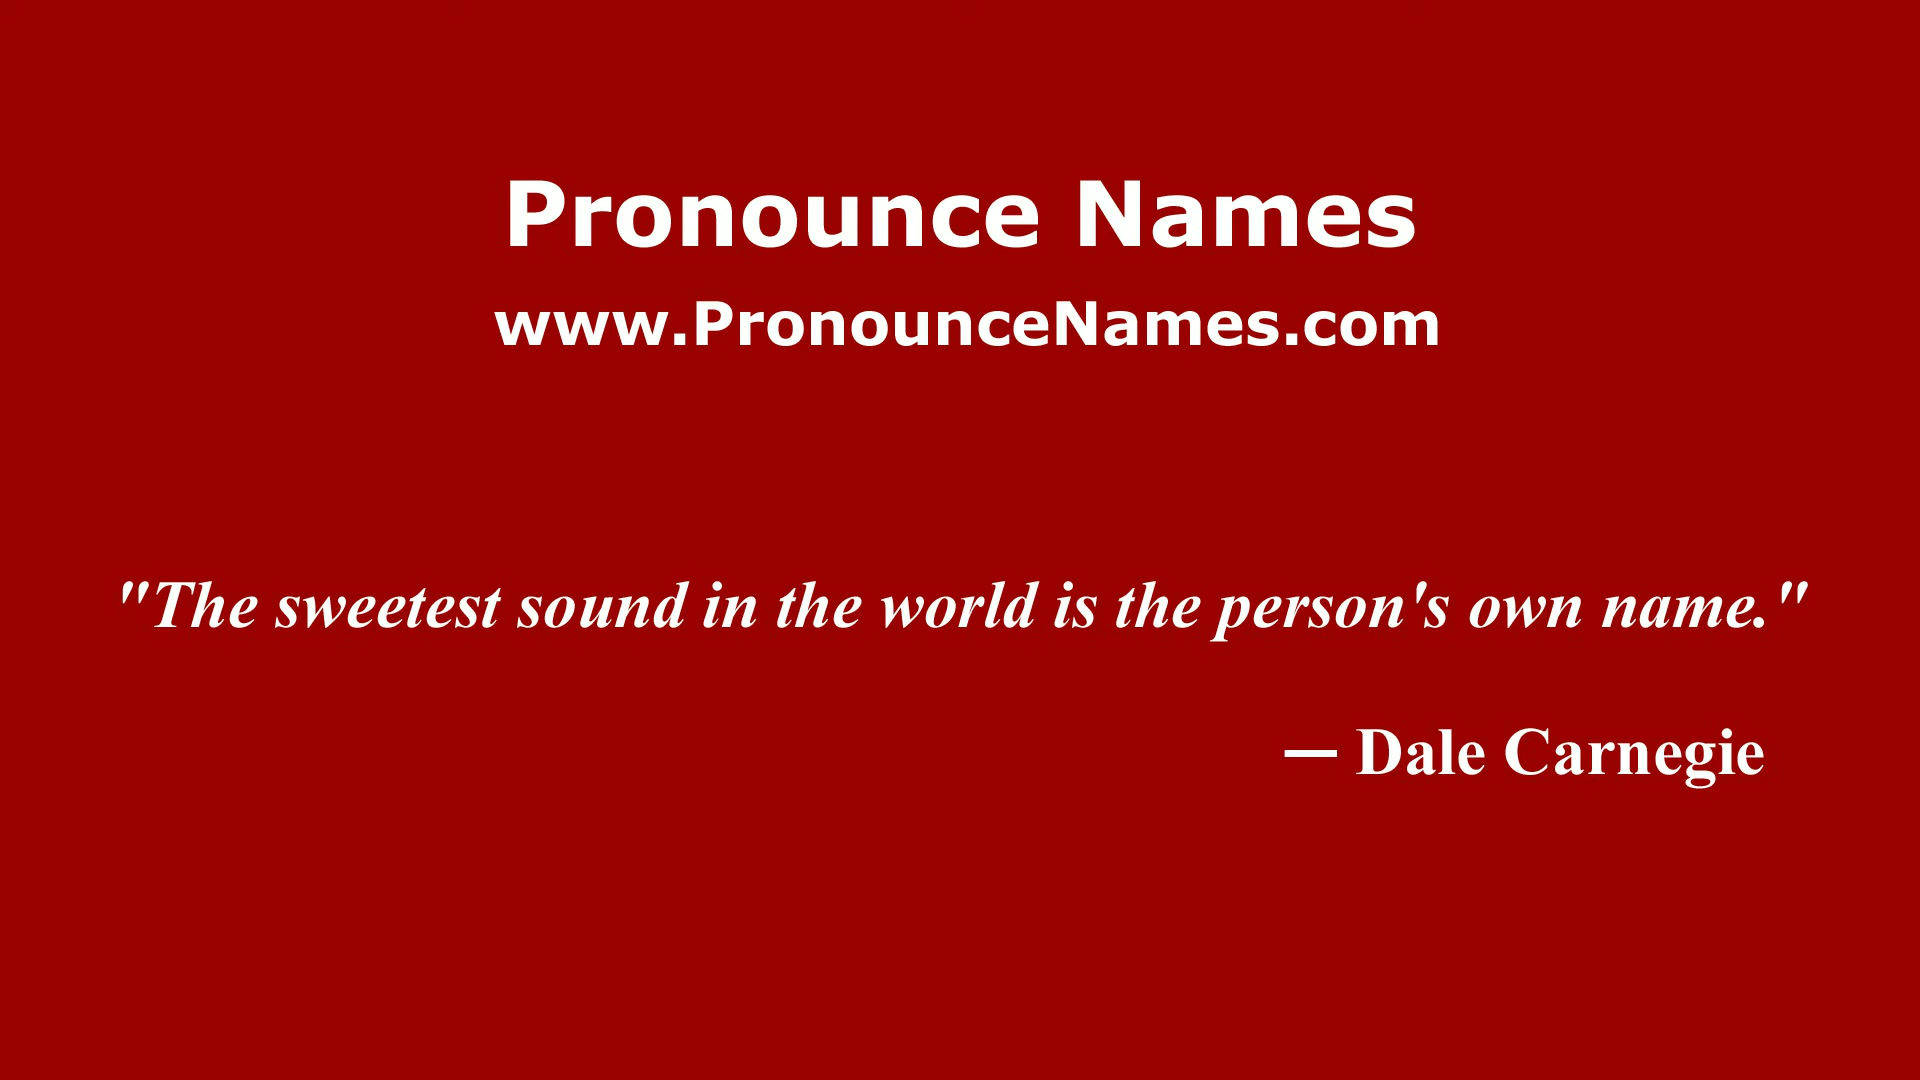 Pronounce Names
www.PronounceNames.com
"The sweetest sound in the world is the person's own name."
— Dale Carnegie